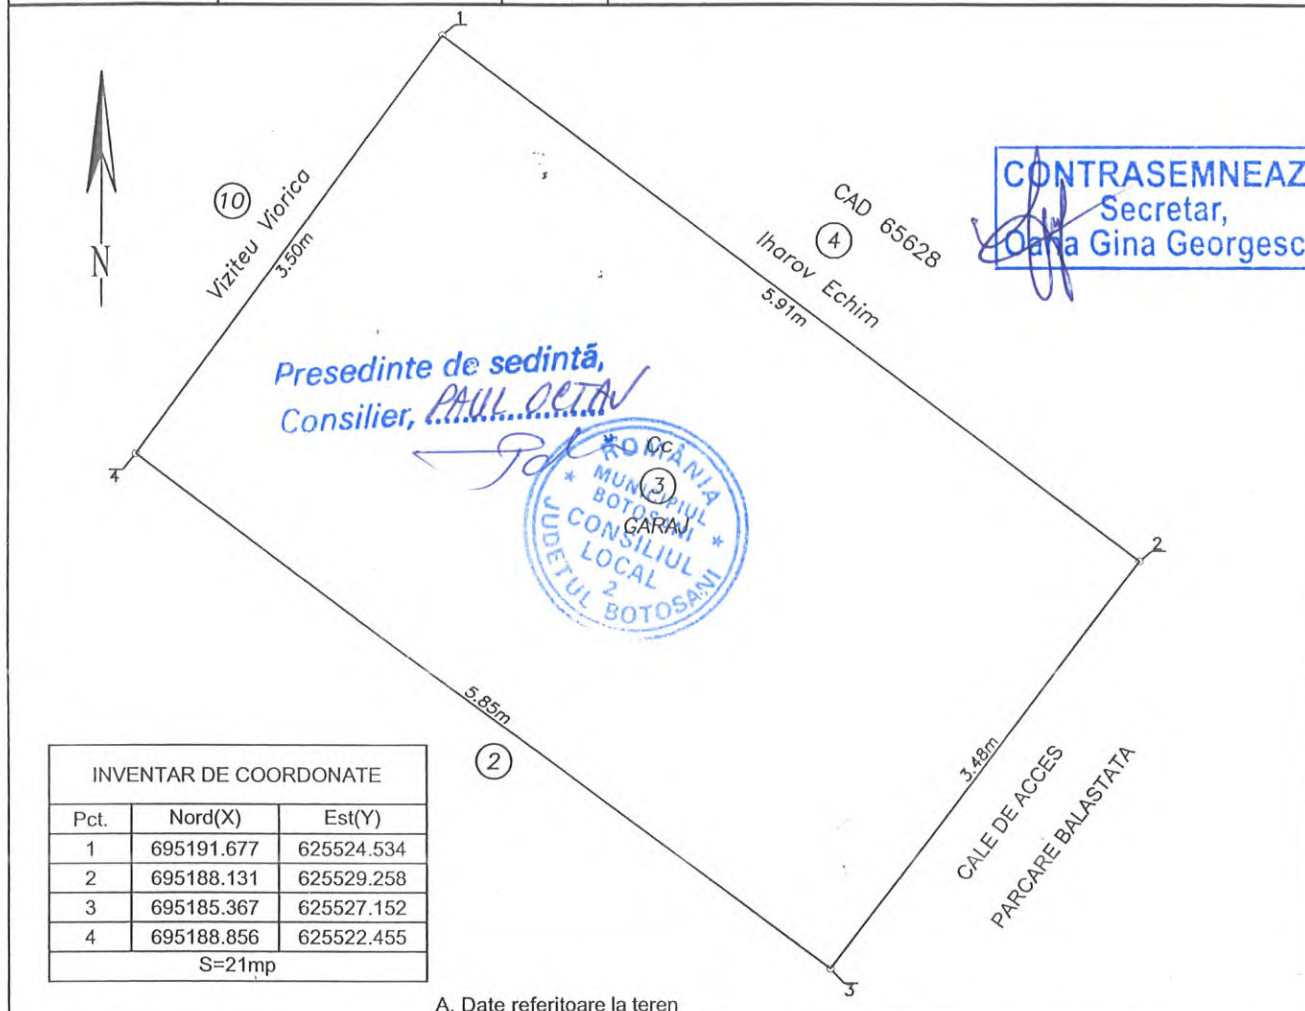 1
N
10
Viziteu Viorica
3.50m
CAD 65628
4
Iharov Echim
5.91m
CONTRASEMNEAZ
Secretar,
Oana Gina Georgesc
Presedinte de sedintă,
Consilier, PAUL OCTAV
4
Cc
3
GARAJ
ROMÂNIA
MUNICIPIUL
BOTOSANI
CONSILIUL
LOCAL
2
JUDETUL BOTOSANI
2
5.85m
2
3.48m
CALE DE ACCES
PARCARE BALASTATA
3
INVENTAR DE COORDONATE
Pct. Nord(X) Est(Y)
1 695191.677 625524.534
2 695188.131 625529.258
3 695185.367 625527.152
4 695188.856 625522.455
S=21mp
A. Date referitoare la teren